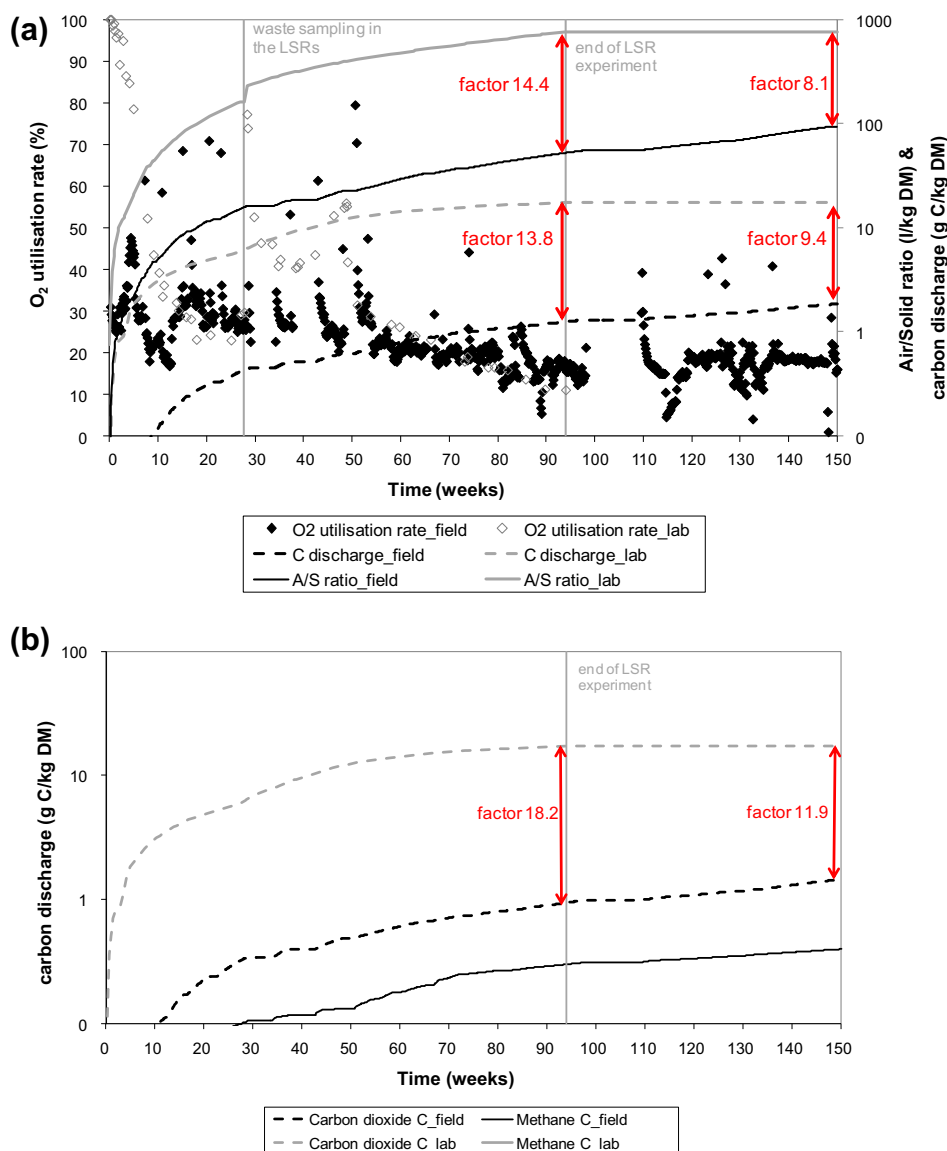 (a)
100
90
80
70
60
50
40
30
20
10
0
O2 utilisation rate (%)
waste sampling in
the LSRs
end of LSR
experiment
factor 14.4
factor 8.1
factor 13.8
factor 9.4
1000
100
10
1
0
Air/Solid ratio (l/kg DM) &
carbon discharge (g C/kg DM)
0 10 20 30 40 50 60 70 80 90 100 110 120 130 140 150
Time (weeks)
O2 utilisation rate_field
O2 utilisation rate_lab
C discharge_field
C discharge_lab
A/S ratio_field
A/S ratio_lab
(b)
100
10
1
0
carbon discharge (g C/kg DM)
end of LSR
experiment
factor 18.2
factor 11.9
0 10 20 30 40 50 60 70 80 90 100 110 120 130 140 150
Time (weeks)
Carbon dioxide C_field
Methane C_field
Carbon dioxide C_lab
Methane C_lab